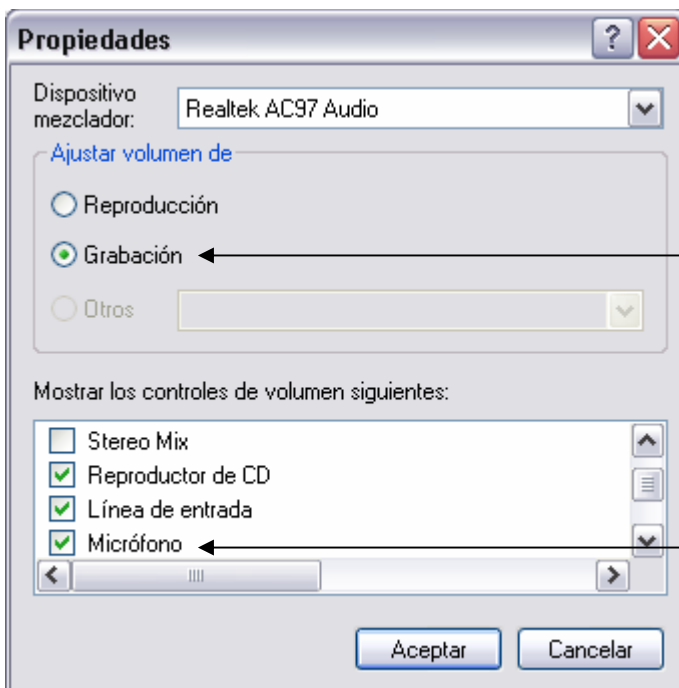 Propiedades
Dispositivo
mezclador:
Realtek AC97 Audio
Ajustar volumen de
Reproducción
Grabación
Otros
Mostrar los controles de volumen siguientes:
Stereo Mix
Reproductor de CD
Línea de entrada
Micrófono
Aceptar
Cancelar